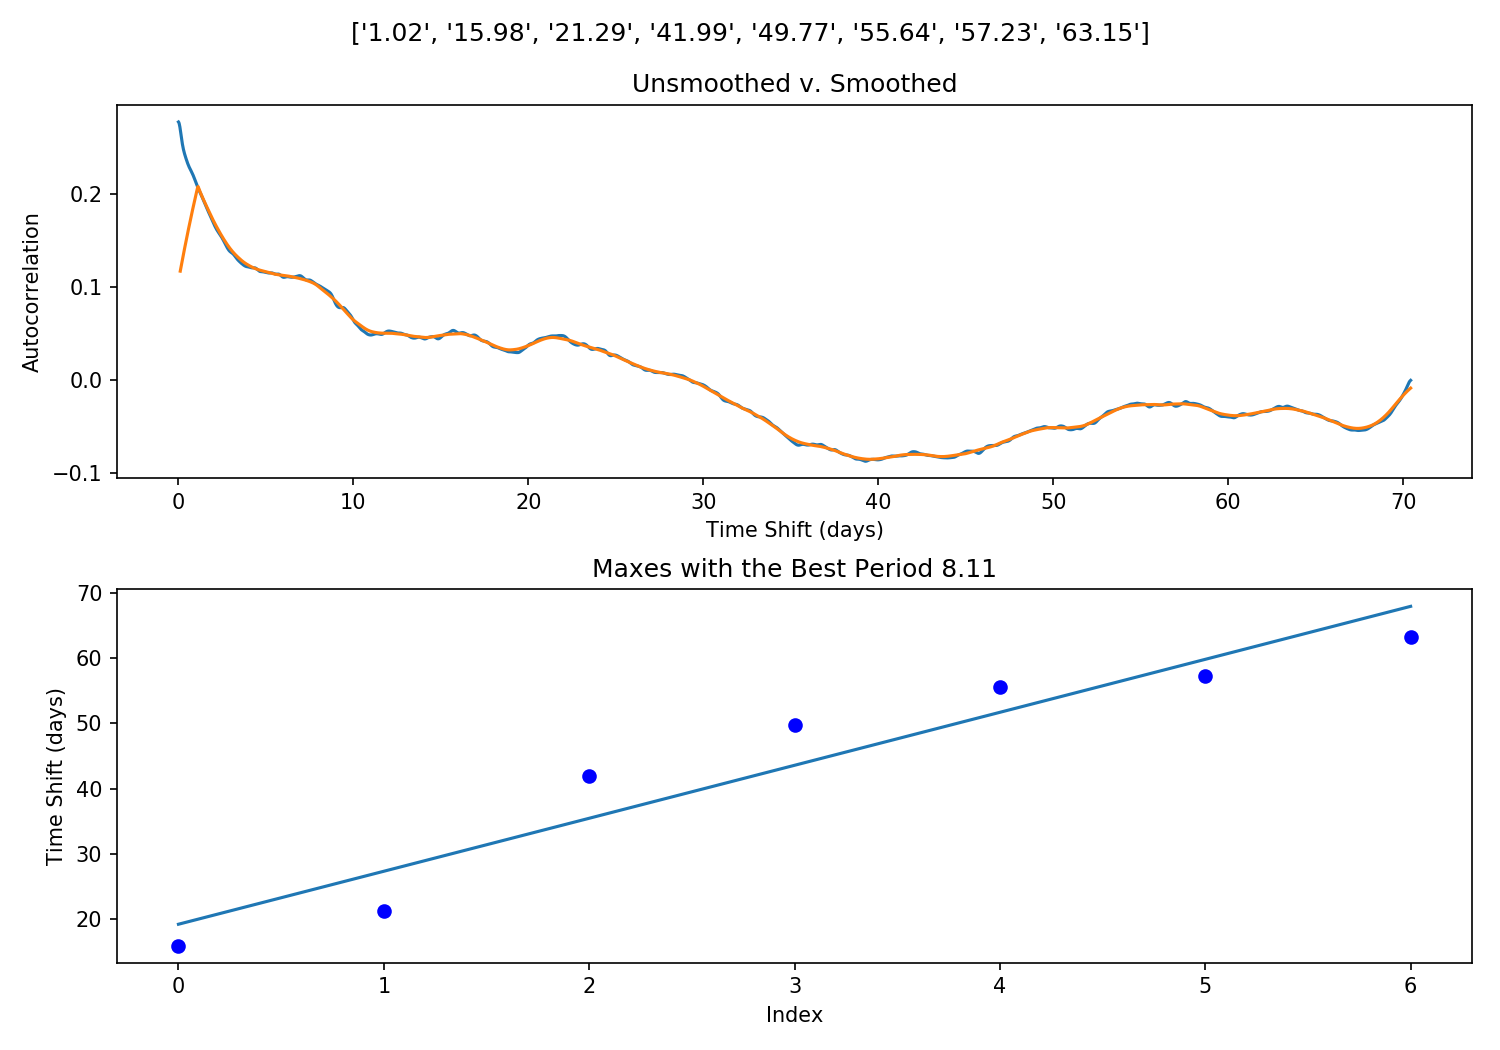 ['1.02', '15.98', '21.29', '41.99', '49.77', '55.64', '57.23', '63.15']
Unsmoothed v. Smoothed
Autocorrelation
0.2
0.1
0.0
−0.1
0 10 20 30 40 50 60 70
Time Shift (days)
Maxes with the Best Period 8.11
Time Shift (days)
70
60
50
40
30
20
0 1 2 3 4 5 6
Index